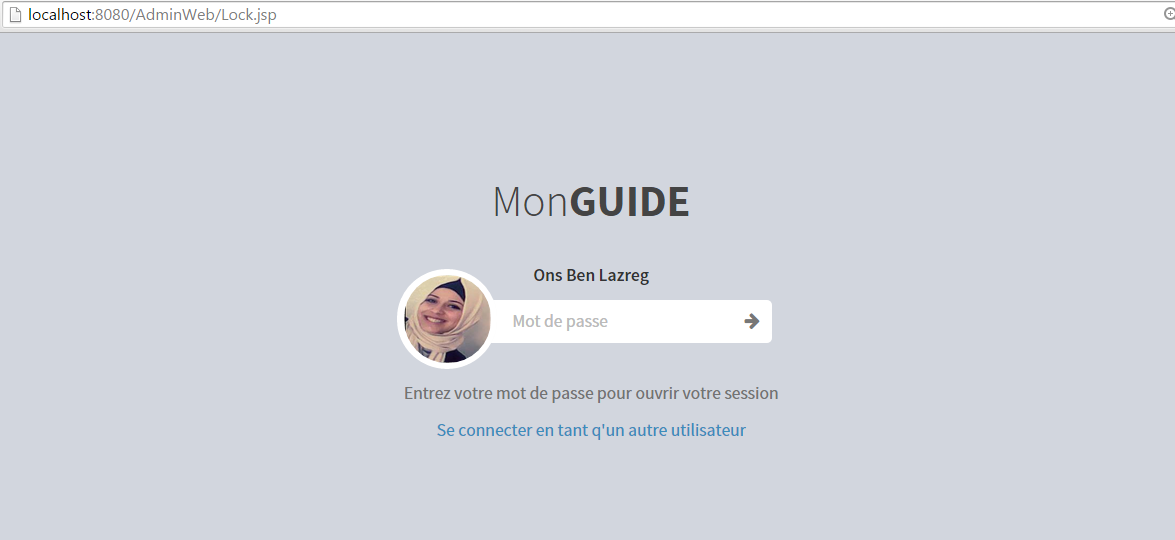 localhost:8080/AdminWeb/Lock.jsp
MonGUIDE
Ons Ben Lazreg
Mot de passe
Entrez votre mot de passe pour ouvrir votre session
Se connecter en tant q'un autre utilisateur